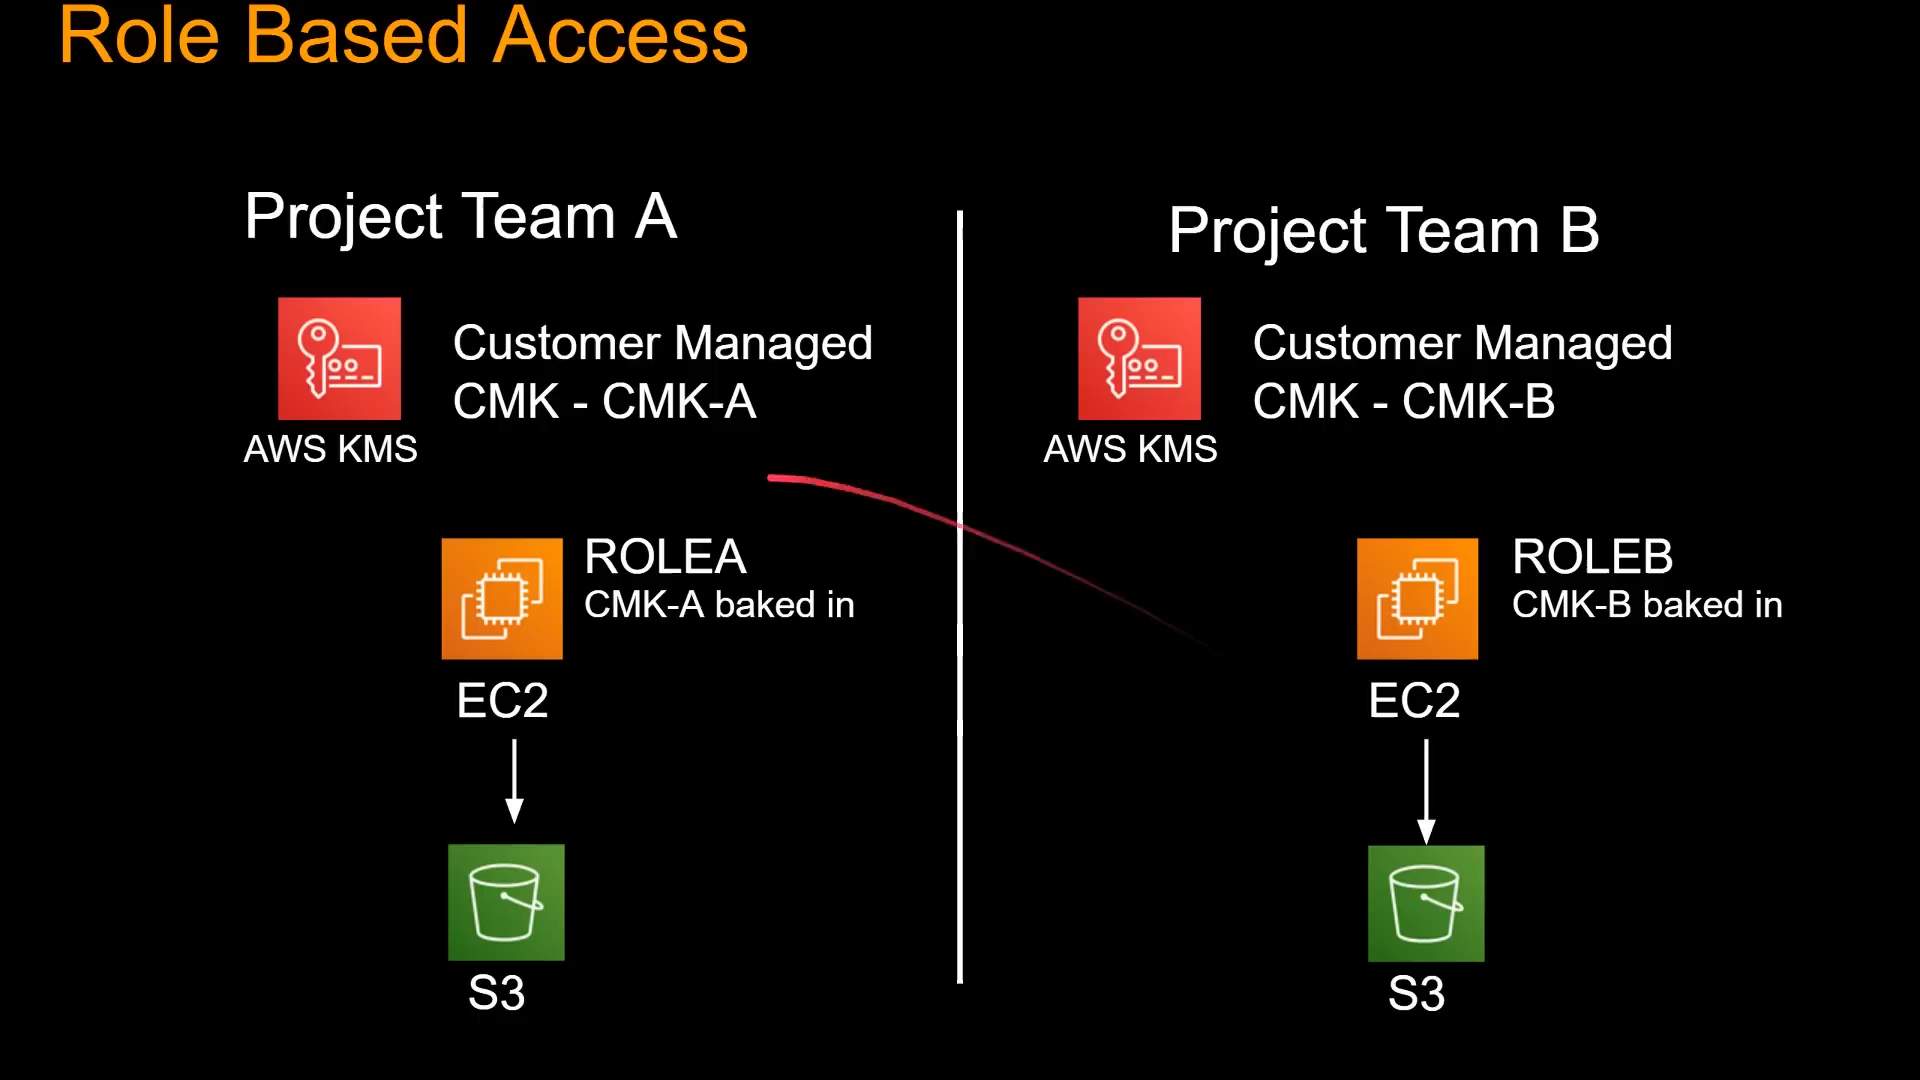 Role Based Access
Project Team A
Customer Managed
CMK - CMK-A
AWS KMS
ROLEA
CMK-A baked in
EC2
S3
Project Team B
Customer Managed
CMK - CMK-B
AWS KMS
ROLEB
CMK-B baked in
EC2
S3